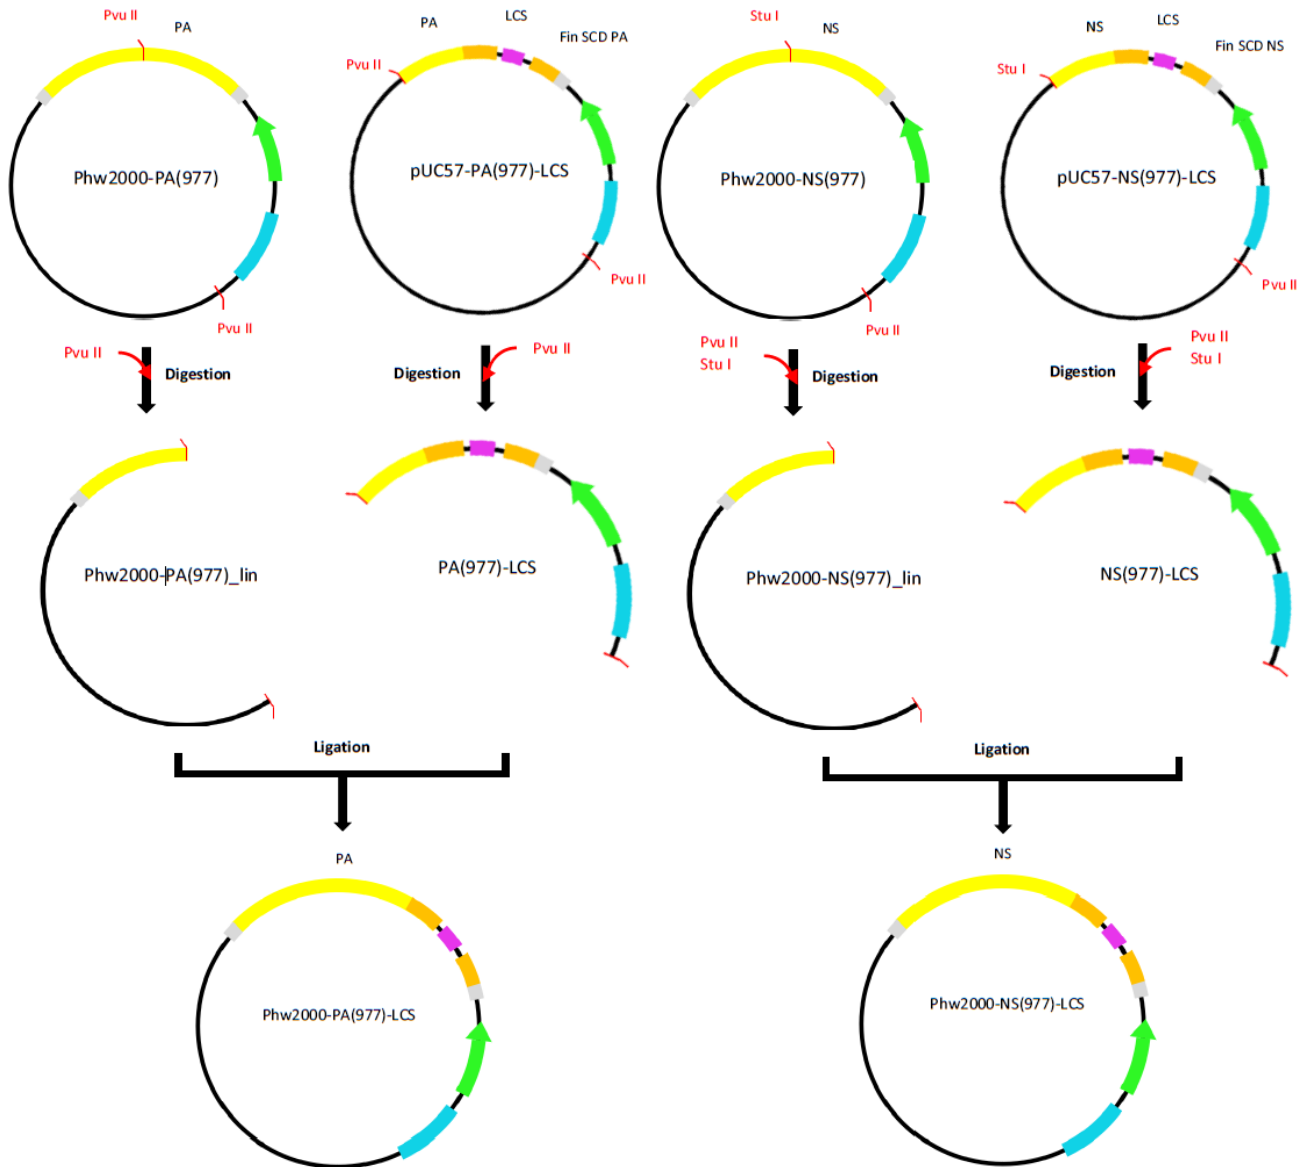 Pvu II
PA
PA
LCS
Fin SCD PA
Pvu II
Stu I
NS
NS
LCS
Fin SCD NS
Stu I
Phw2000-PA(977)
pUC57-PA(977)-LCS
Phw2000-NS(977)
pUC57-NS(977)-LCS
Pvu II
Pvu II
Pvu II
Pvu II
Pvu II
Digestion
Digestion
Pvu II
Pvu II
Stu I
Digestion
Digestion
Pvu II
Stu I
Phw2000-PA(977)_lin
PA(977)-LCS
Phw2000-NS(977)_lin
NS(977)-LCS
Ligation
Ligation
PA
NS
Phw2000-PA(977)-LCS
Phw2000-NS(977)-LCS